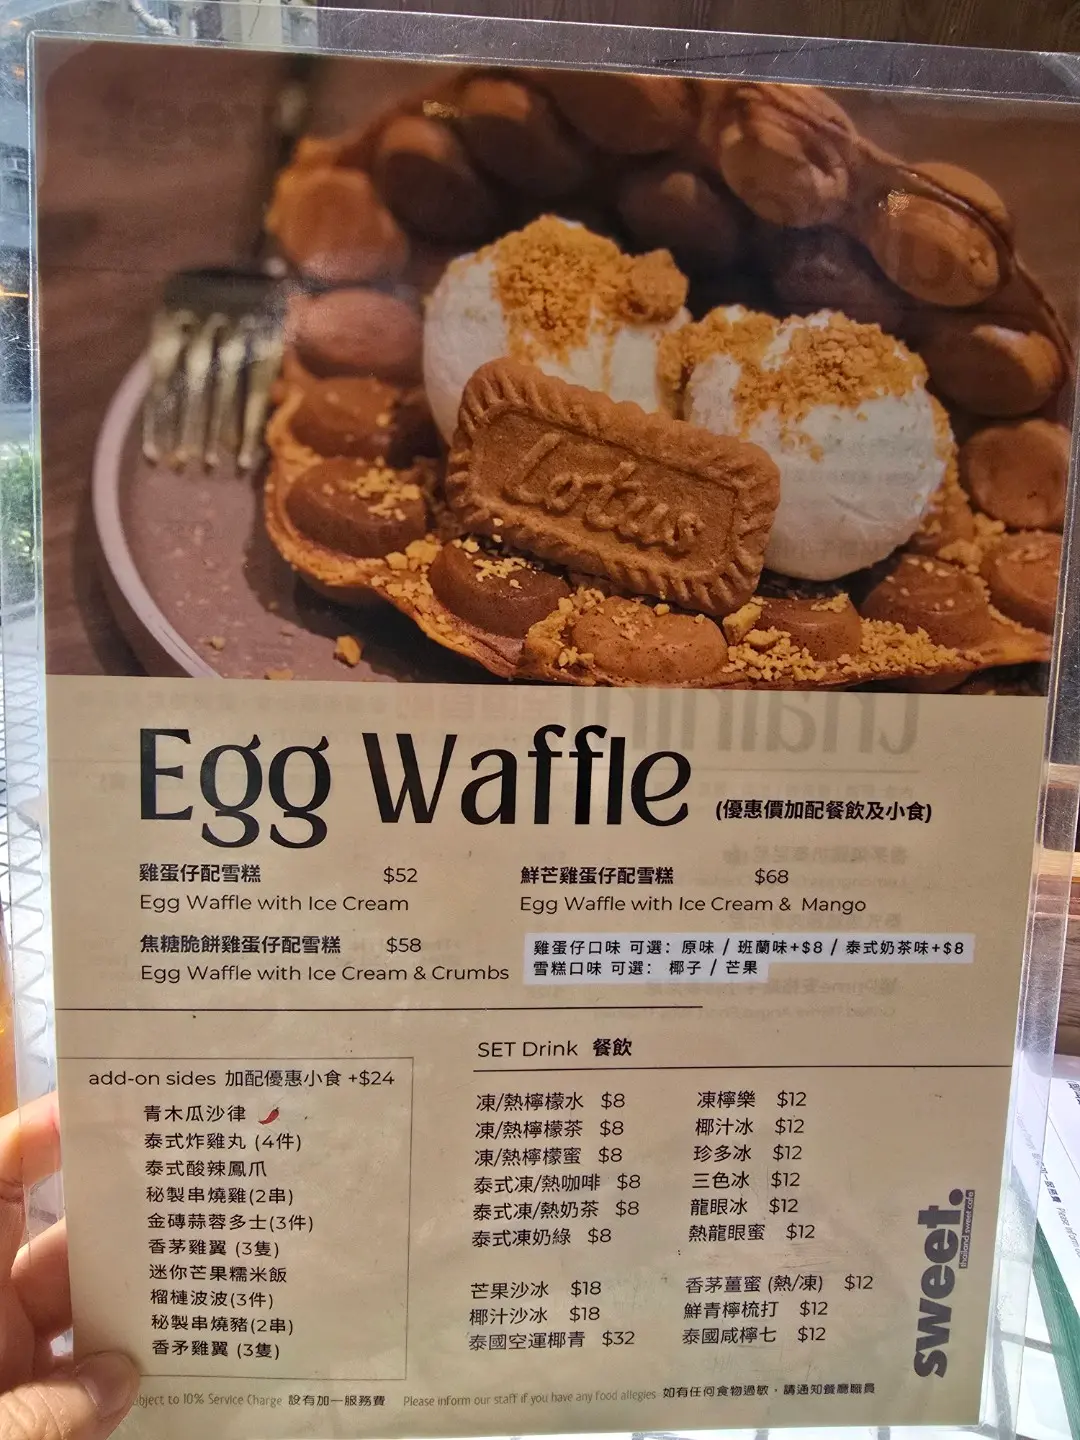 Lotus
Egg Waffle (優惠價加配餐飲及小食)
雞蛋仔配雪糕 $52
Egg Waffle with Ice Cream
鮮芒雞蛋仔配雪糕 $68
Egg Waffle with Ice Cream & Mango
焦糖脆餅雞蛋仔配雪糕 $58
Egg Waffle with Ice Cream & Crumbs
雞蛋仔口味 可選：原味 / 班蘭味+$8 / 泰式奶茶味+$8
雪糕口味 可選： 椰子 / 芒果
add-on sides 加配優惠小食 +$24
青木瓜沙律
泰式炸雞丸 (4件)
泰式酸辣鳳爪
秘製串燒雞(2串)
金磚蒜蓉多士(3件)
香茅雞翼 (3隻)
迷你芒果糯米飯
榴槤波波(3件)
秘製串燒豬(2串)
香矛雞翼 (3隻)
SET Drink 餐飲
凍/熱檸檬水 $8
凍/熱檸檬茶 $8
凍/熱檸檬蜜 $8
泰式凍/熱咖啡 $8
泰式凍/熱奶茶 $8
泰式凍奶綠 $8
芒果沙冰 $18
椰汁沙冰 $18
泰國空運椰青 $32
凍檸樂 $12
椰汁冰 $12
珍多冰 $12
三色冰 $12
龍眼冰 $12
熱龍眼蜜 $12
香茅薑蜜 (熱/凍) $12
鮮青檸梳打 $12
泰國咸檸七 $12
sweet.
thailand sweet cafe
bject to 10% Service Charge 設有加一服務費 Please inform our staff if you have any food allegies 如有任何食物過敏，請通知餐廳職員